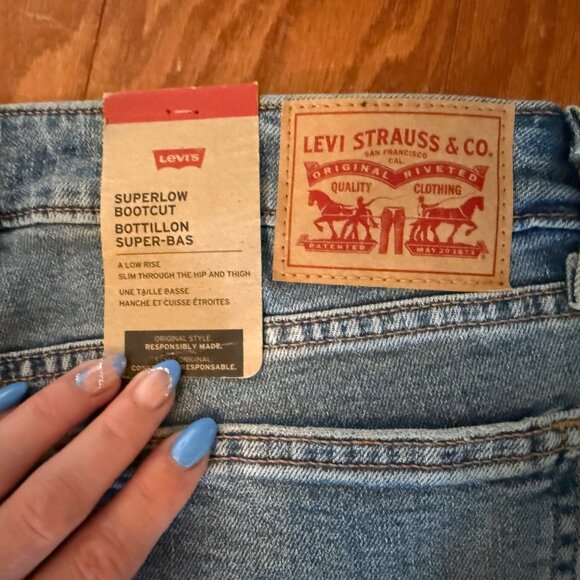 LEVI'S
SUPERLOW
BOOTCUT
BOTTILLON
SUPER-BAS
A LOW RISE
SLIM THROUGH THE HIP AND THIGH
UNE TAILLE BASSE
HANCHE ET CUISSE ÉTROITES
ORIGINAL STYLE.
RESPONSIBLY MADE.
ORIGINAL.
RESPONSABLE.
LEVI STRAUSS & CO.
SAN FRANCISCO
CAL.
ORIGINAL RIVETED
QUALITY CLOTHING
PATENTED MAY 20 1873